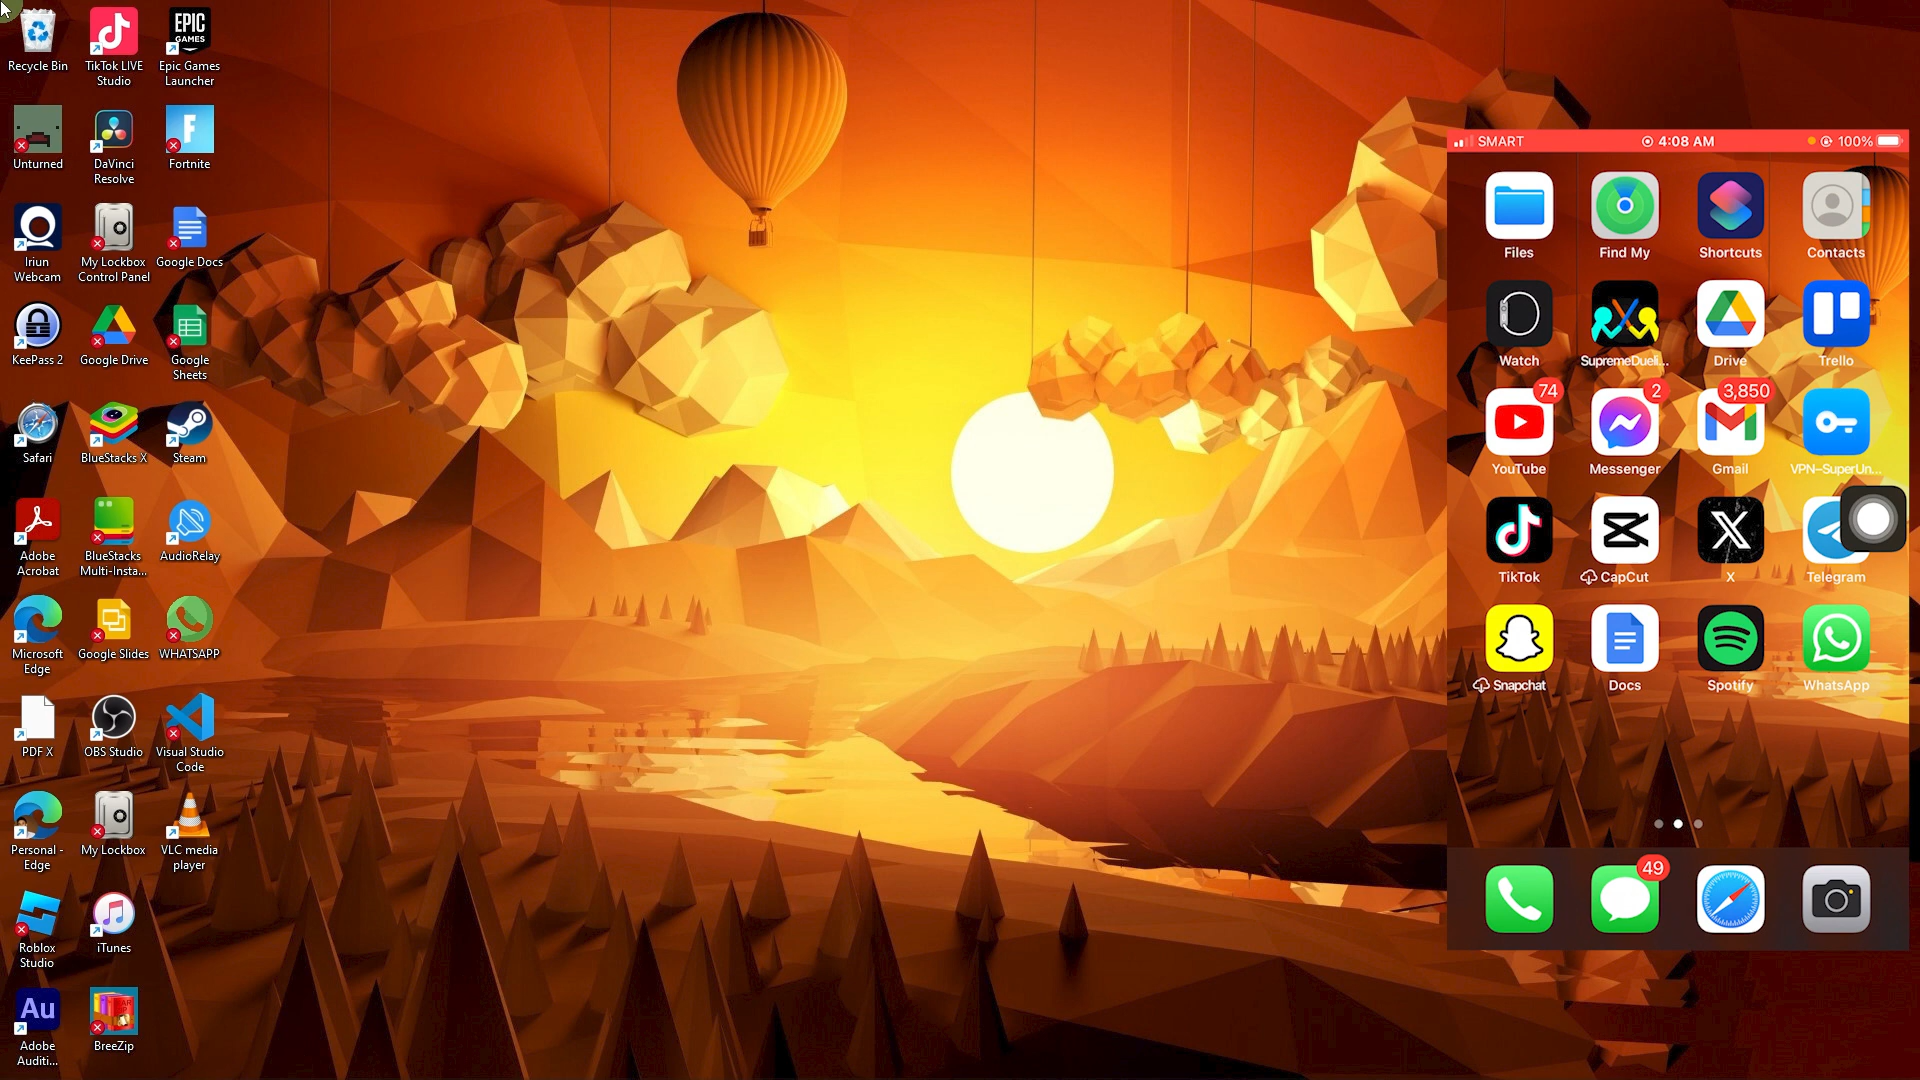 Recycle Bin
TikTok LIVE
Studio
EPIC
GAMES
Epic Games
Launcher
Unturned
DaVinci
Resolve
Fortnite
Iriun
Webcam
My Lockbox
Control Panel
Google Docs
KeePass 2
Google Drive
Google
Sheets
Safari
BlueStacks X
Steam
Adobe
Acrobat
BlueStacks
Multi-Insta...
AudioRelay
Microsoft
Edge
Google Slides
WHATSAPP
PDF X
OBS Studio
Visual Studio
Code
Personal -
Edge
My Lockbox
VLC media
player
Roblox
Studio
iTunes
Au
Adobe
Auditi...
BreeZip
SMART
4:08 AM
100%
Files
Find My
Shortcuts
Contacts
Watch
SupremeDueli...
Drive
Trello
74
2
3,850
YouTube
Messenger
Gmail
VPN-SuperUn...
TikTok
CapCut
X
Telegram
Snapchat
Docs
Spotify
WhatsApp
49